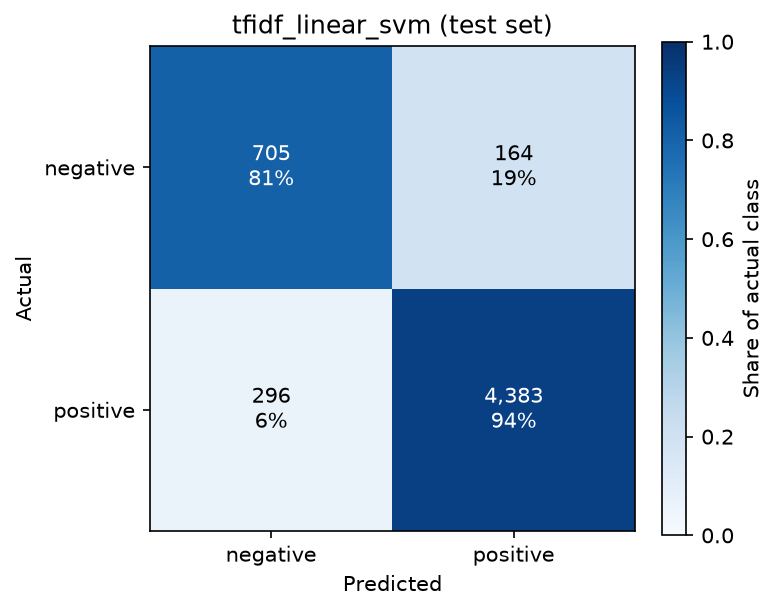 tfidf_linear_svm (test set)
negative
705
81%
164
19%
positive
296
6%
4,383
94%
negative
positive
Predicted
Actual
1.0
0.8
0.6
0.4
0.2
0.0
Share of actual class